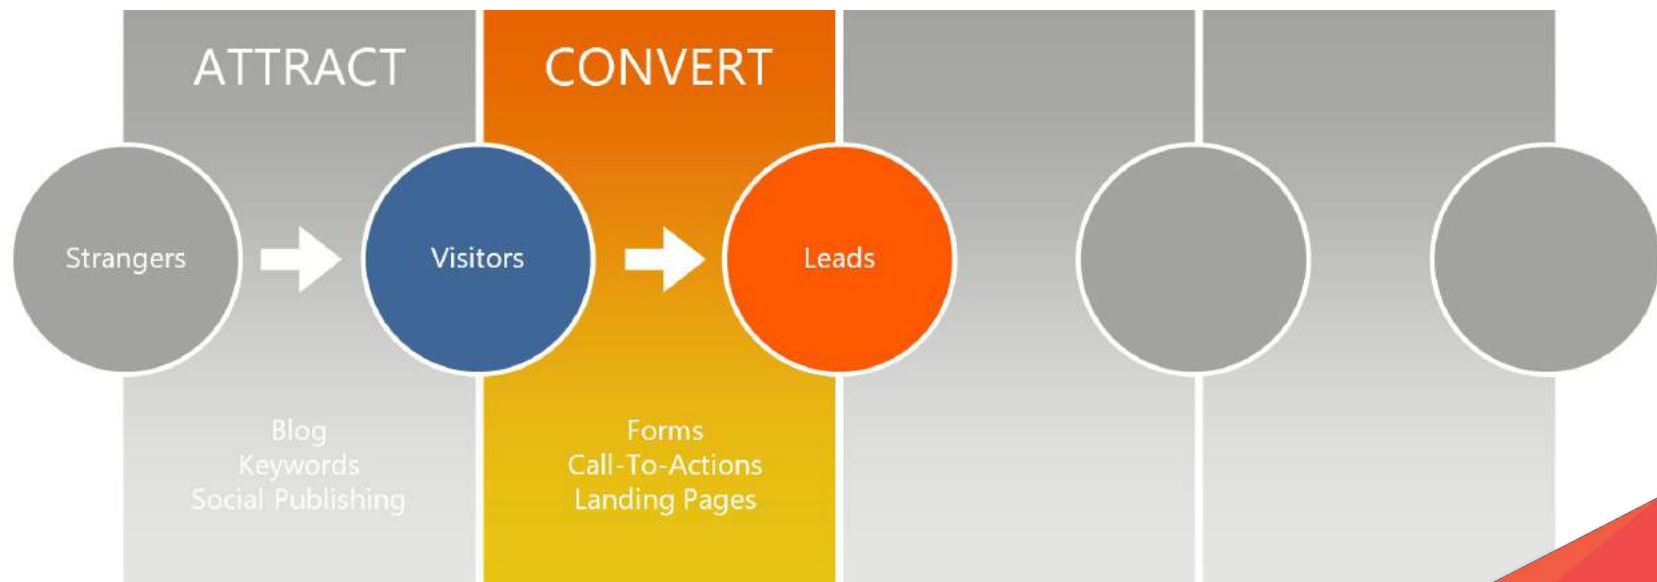 ATTRACT
CONVERT
Strangers
Visitors
Leads
Blog
Keywords
Social Publishing
Forms
Call-To-Actions
Landing Pages